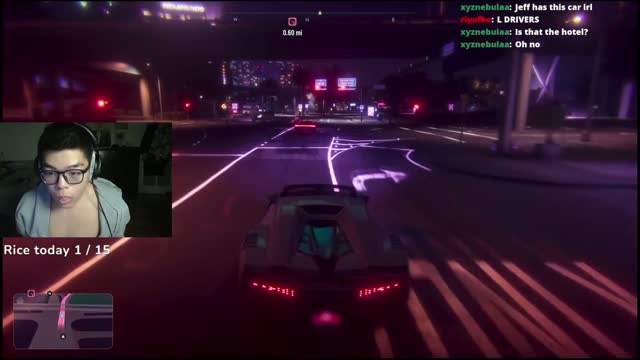 xyznebulaa: Jeff has this car irl
riyofke: L DRIVERS
xyznebulaa: Is that the hotel?
xyznebulaa: Oh no
0.60 mi
Rice today 1 / 15